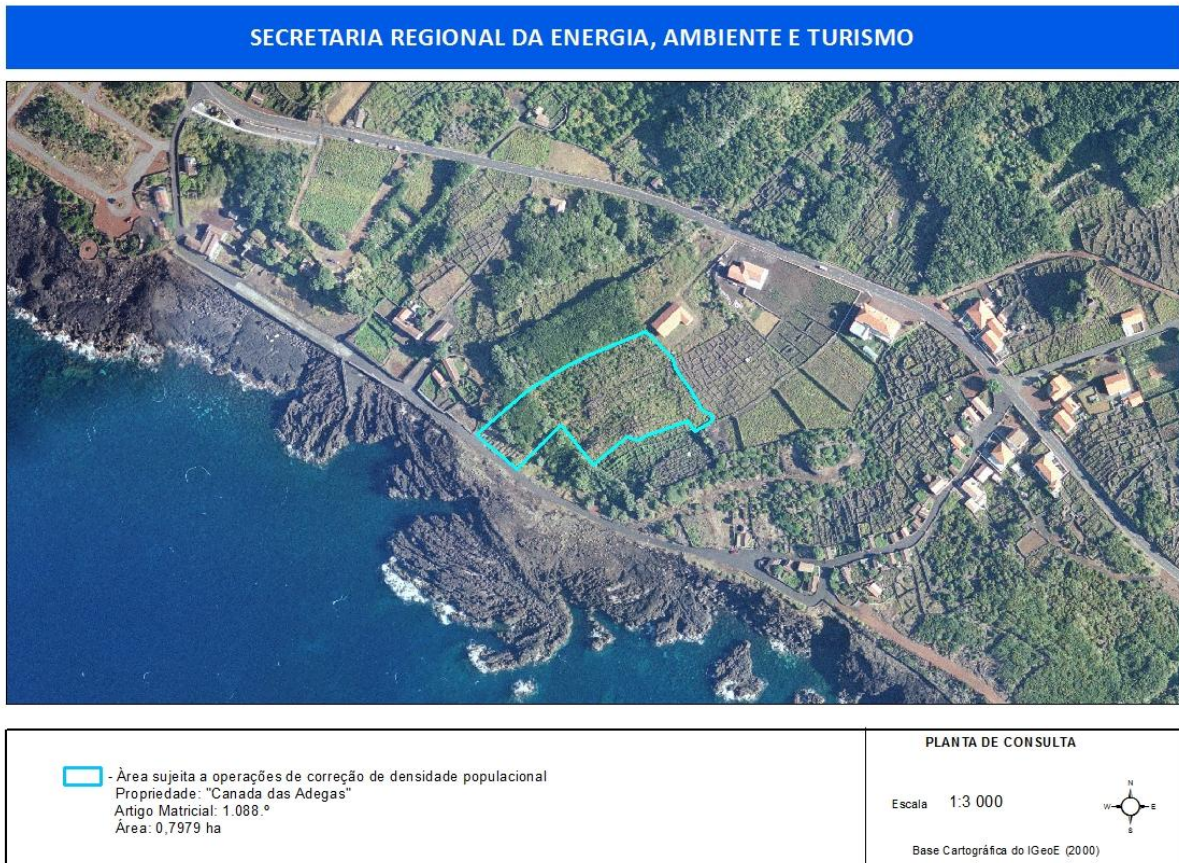 SECRETARIA REGIONAL DA ENERGIA, AMBIENTE E TURISMO
- Àrea sujeita a operações de correção de densidade populacional
Propriedade: "Canada das Adegas"
Artigo Matricial: 1.088.º
Área: 0,7979 ha
PLANTA DE CONSULTA
Escala 1:3 000
N
W E
S
Base Cartográfica do IGeoE (2000)